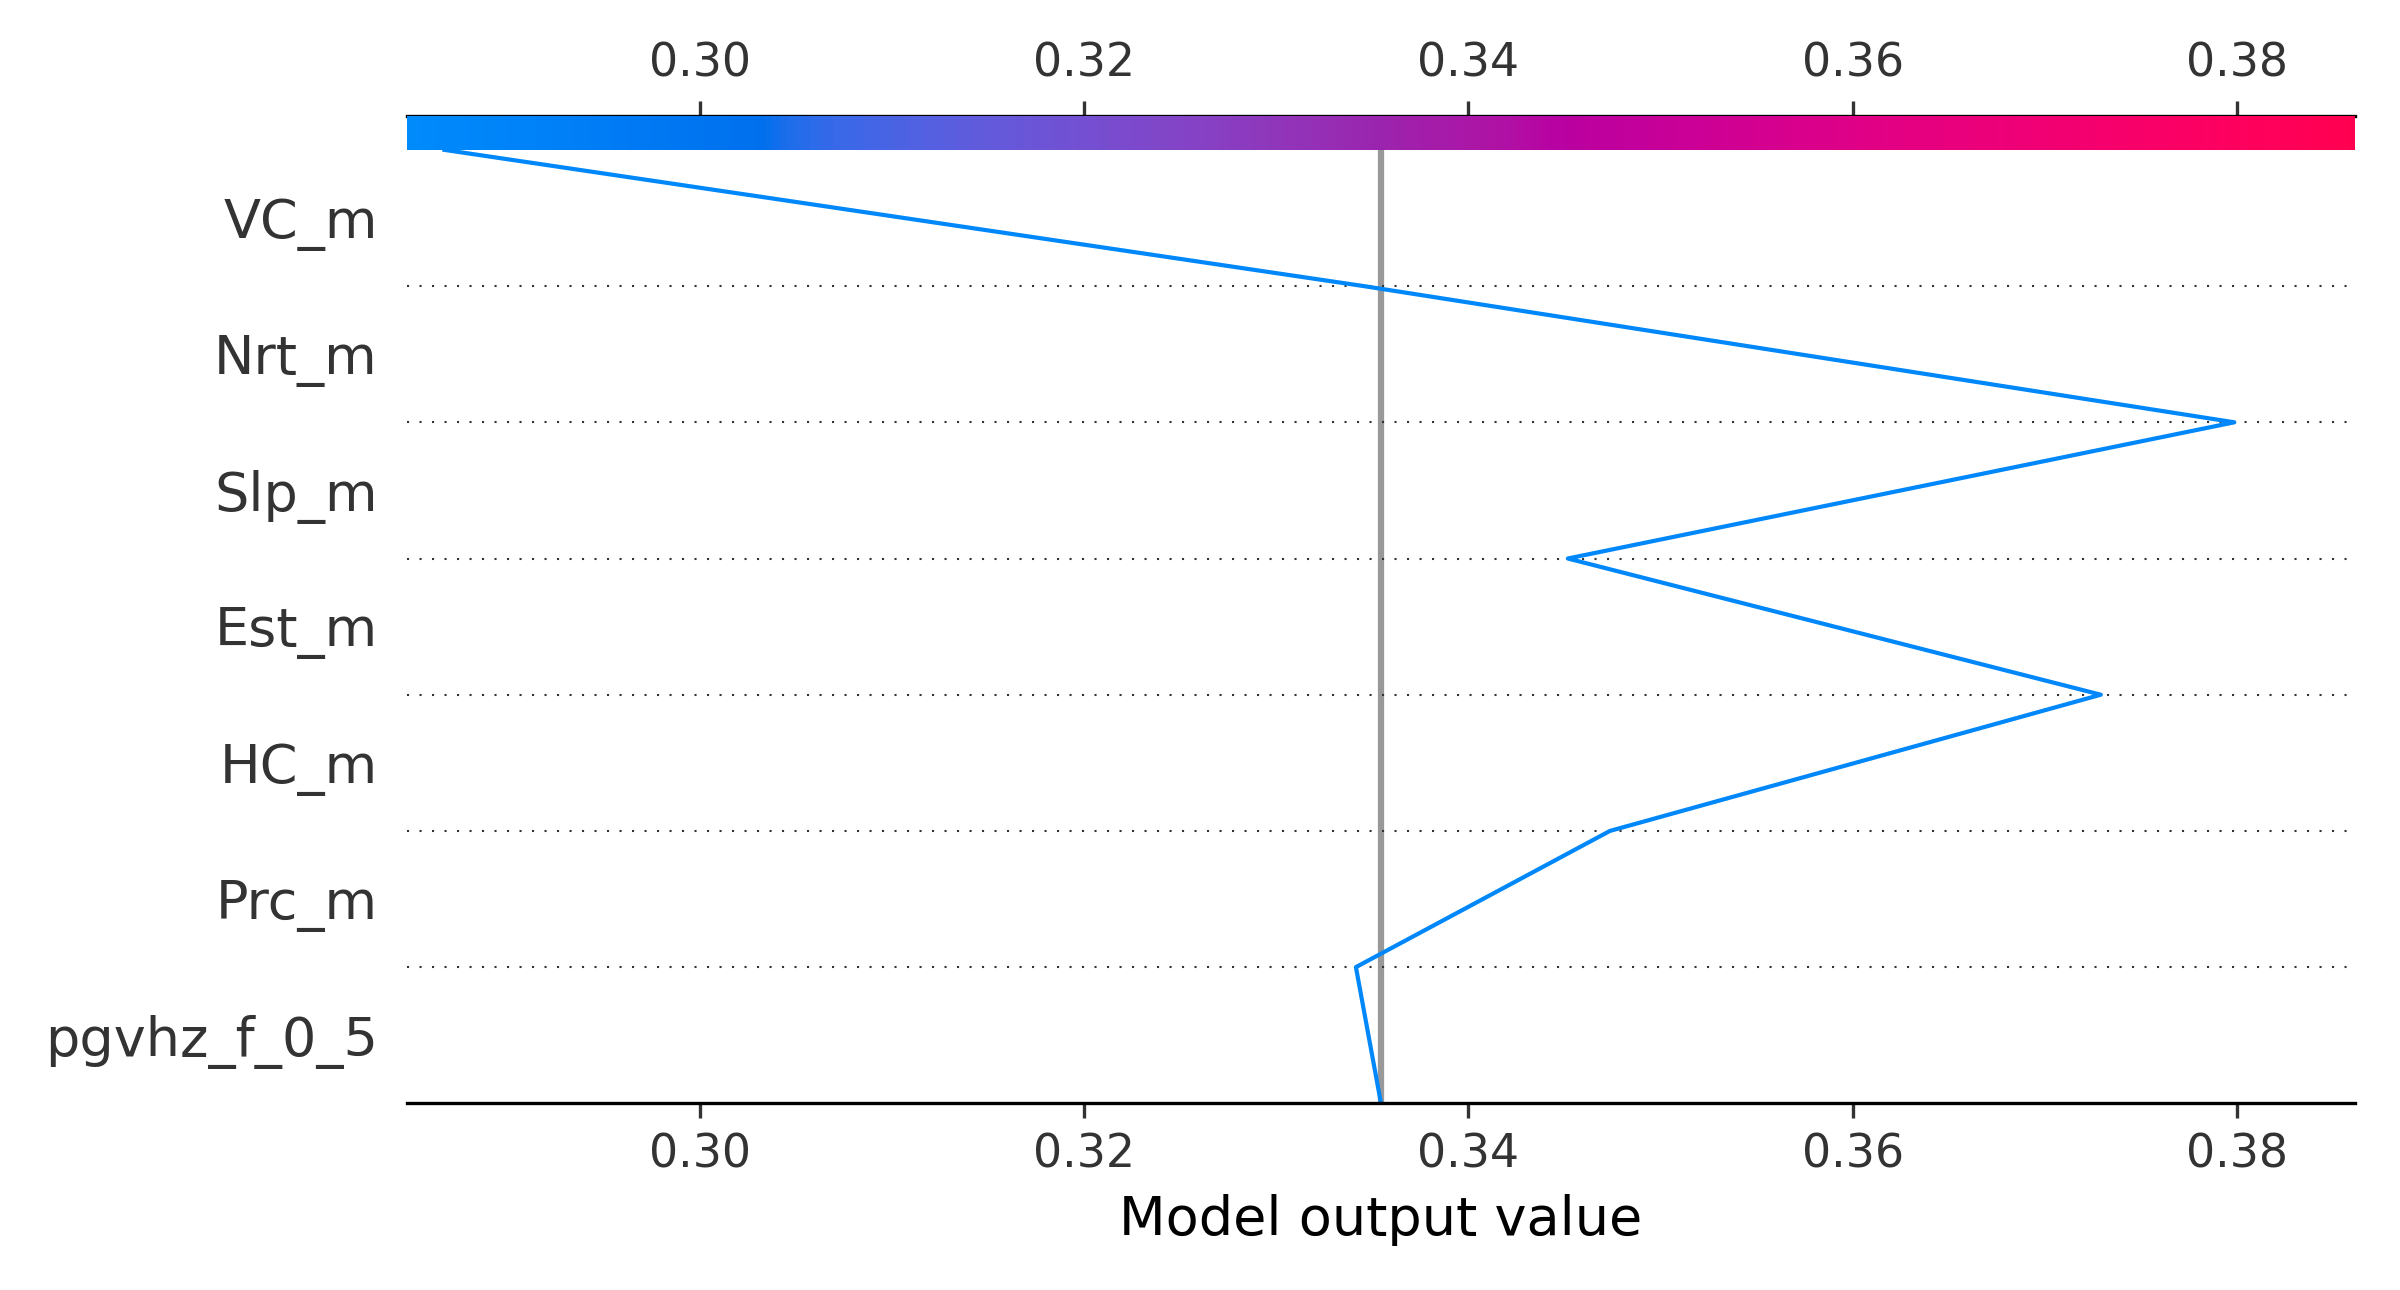 0.30 0.32 0.34 0.36 0.38
VC_m
Nrt_m
Slp_m
Est_m
HC_m
Prc_m
pgvhz_f_0_5
0.30 0.32 0.34 0.36 0.38
Model output value